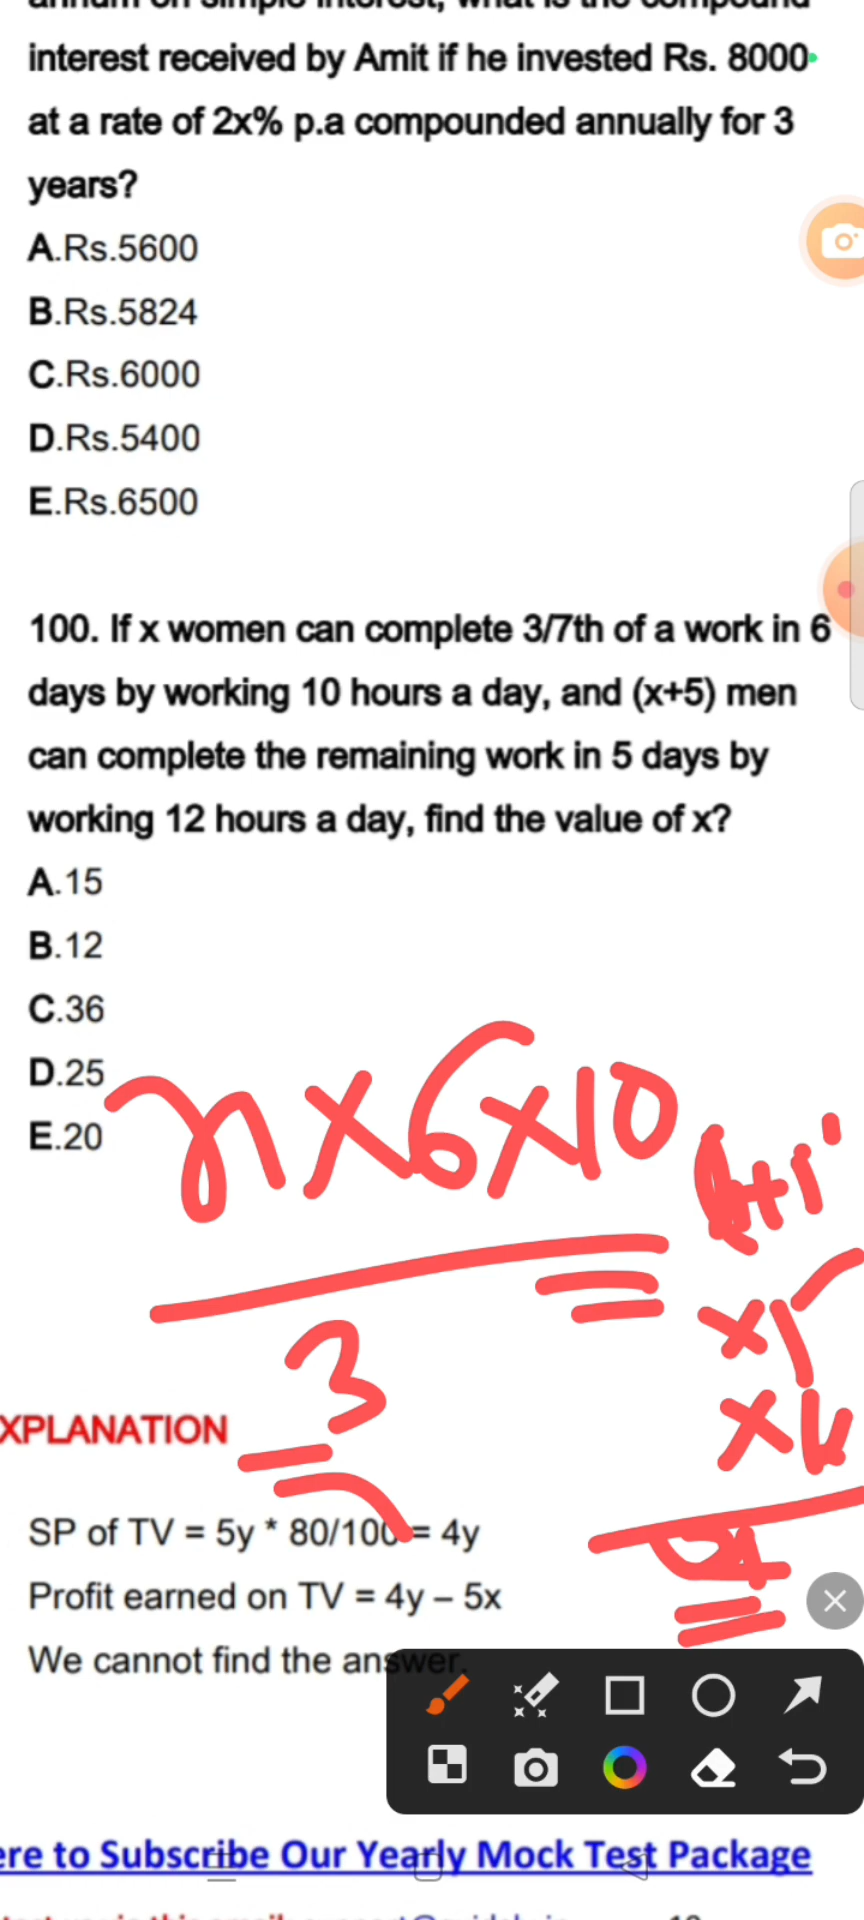 interest received by Amit if he invested Rs. 8000
at a rate of 2x% p.a compounded annually for 3
years?
A.Rs.5600
B.Rs.5824
C.Rs.6000
D.Rs.5400
E.Rs.6500
100. If x women can complete 3/7th of a work in 6
days by working 10 hours a day, and (x+5) men
can complete the remaining work in 5 days by
working 12 hours a day, find the value of x?
A.15
B.12
C.36
D.25
E.20
x×6×10
3
XPLANATION
SP of TV = 5y * 80/100 = 4y
Profit earned on TV = 4y – 5x
We cannot find the answer.
ere to Subscribe Our Yearly Mock Test Package